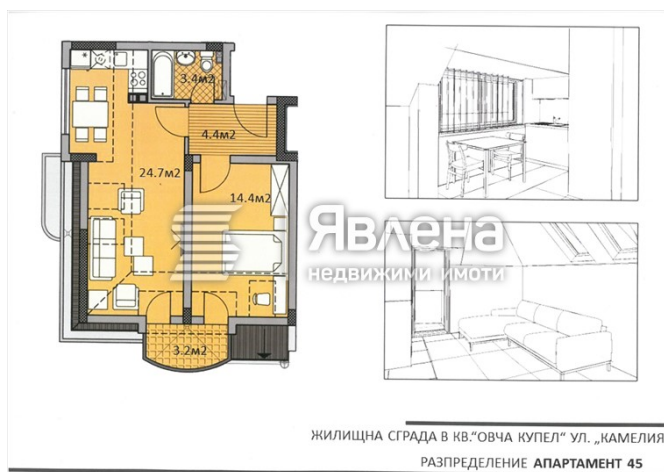 3.4м2
4.4м2
24.7м2
14.4м2
Явлена
недвижими имоти
3.2м2
ЖИЛИЩНА СГРАДА В КВ."ОВЧА КУПЕЛ" УЛ. „КАМЕЛИЯ
РАЗПРЕДЕЛЕНИЕ АПАРТАМЕНТ 45